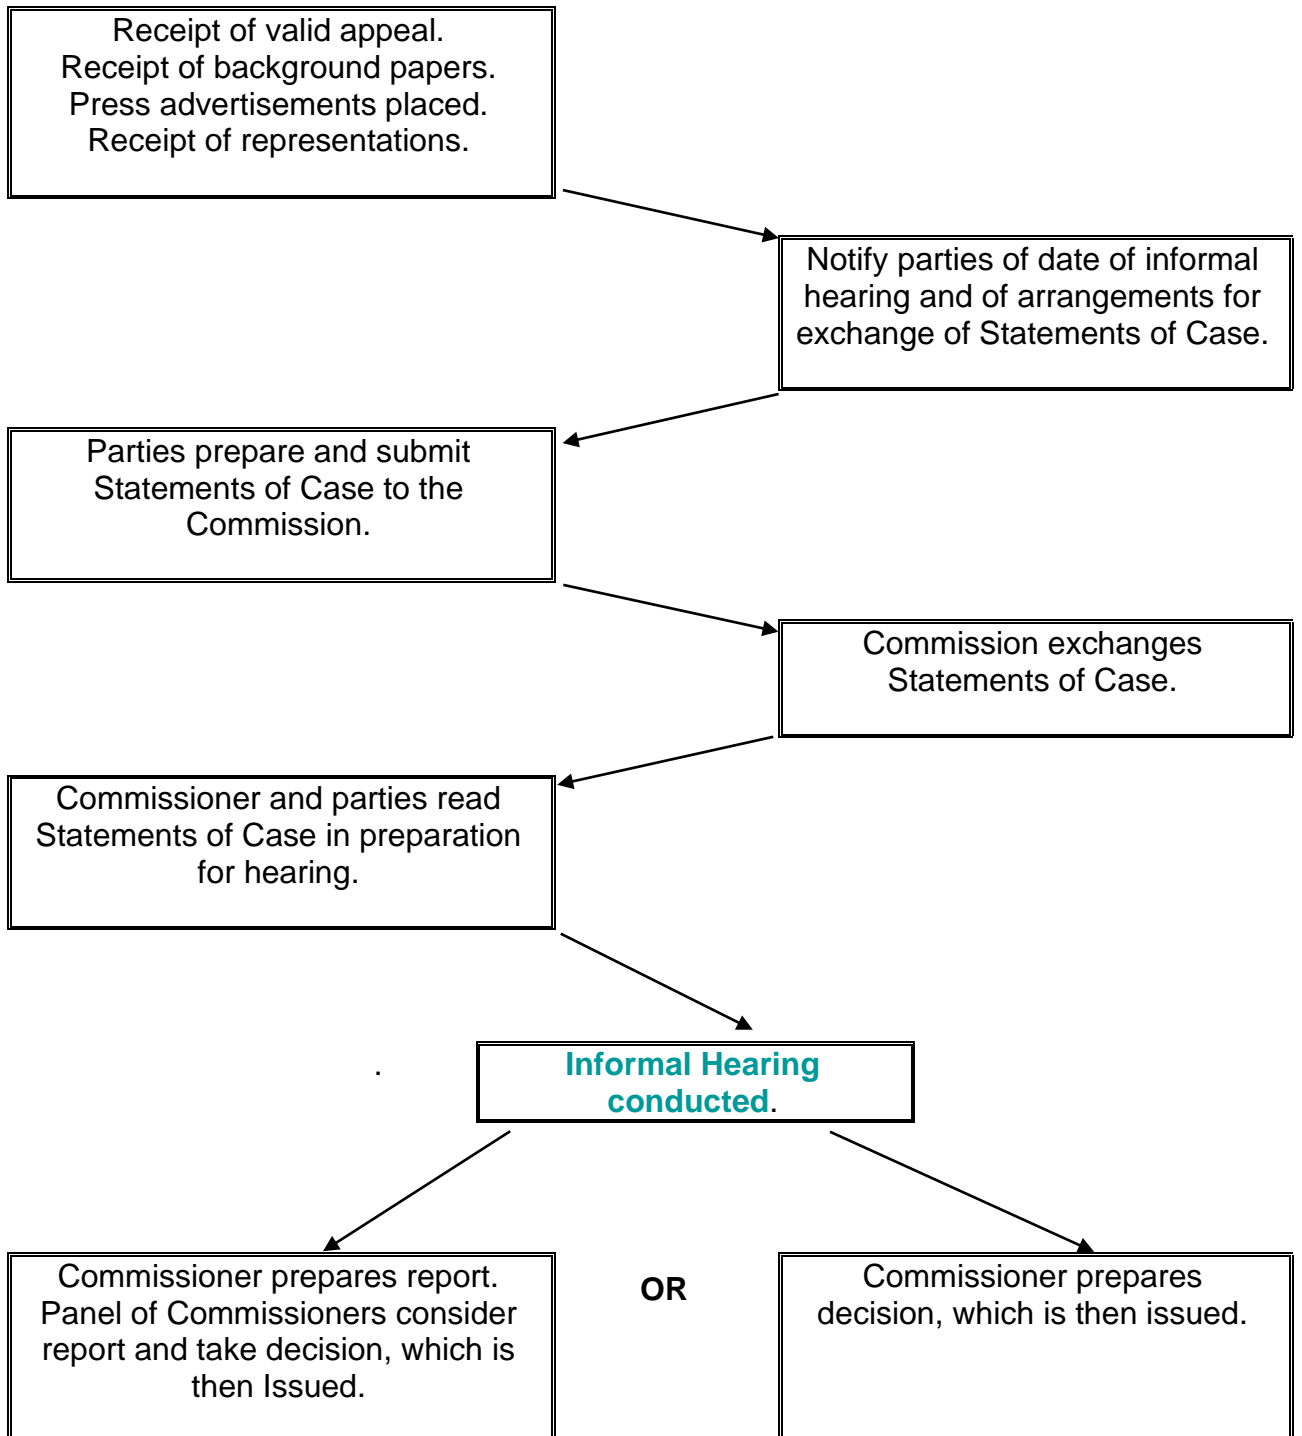 Receipt of valid appeal.
Receipt of background papers.
Press advertisements placed.
Receipt of representations.
Notify parties of date of informal
hearing and of arrangements for
exchange of Statements of Case.
Parties prepare and submit
Statements of Case to the
Commission.
Commission exchanges
Statements of Case.
Commissioner and parties read
Statements of Case in preparation
for hearing.
.
Informal Hearing
conducted.
Commissioner prepares report.
Panel of Commissioners consider
report and take decision, which is
then Issued.
OR
Commissioner prepares
decision, which is then issued.